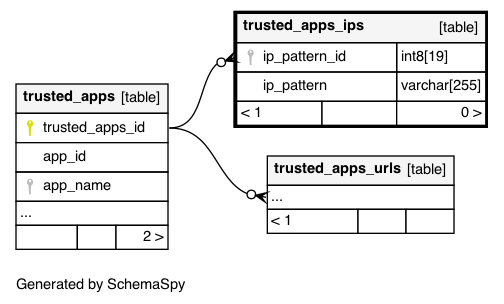 trusted_apps_ips [table]
ip_pattern_id int8[19]
ip_pattern varchar[255]
< 1 0 >
trusted_apps [table]
trusted_apps_id
app_id
app_name
...
2 >
trusted_apps_urls [table]
...
< 1
Generated by SchemaSpy